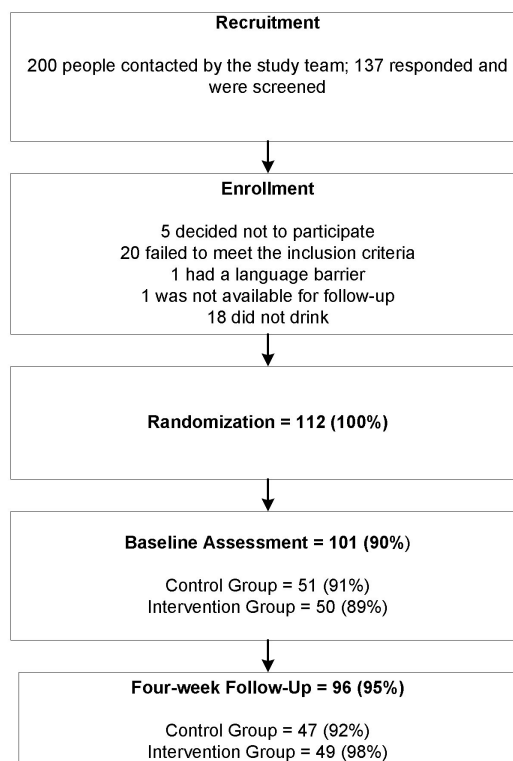 Recruitment
200 people contacted by the study team; 137 responded and
were screened
Enrollment
5 decided not to participate
20 failed to meet the inclusion criteria
1 had a language barrier
1 was not available for follow-up
18 did not drink
Randomization = 112 (100%)
Baseline Assessment = 101 (90%)
Control Group = 51 (91%)
Intervention Group = 50 (89%)
Four-week Follow-Up = 96 (95%)
Control Group = 47 (92%)
Intervention Group = 49 (98%)